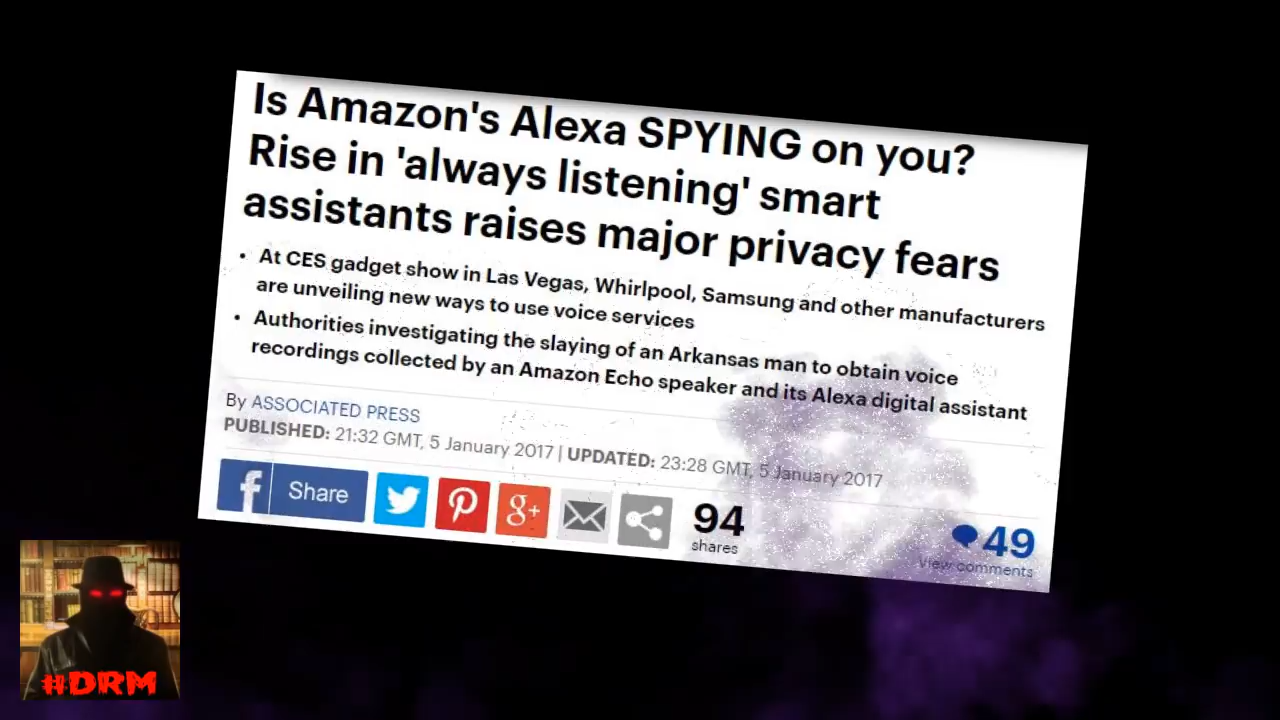 Is Amazon's Alexa SPYING on you?
Rise in 'always listening' smart
assistants raises major privacy fears
• At CES gadget show in Las Vegas, Whirlpool, Samsung and other manufacturers
are unveiling new ways to use voice services
• Authorities investigating the slaying of an Arkansas man to obtain voice
recordings collected by an Amazon Echo speaker and its Alexa digital assistant
By ASSOCIATED PRESS
PUBLISHED: 21:32 GMT, 5 January 2017 | UPDATED: 23:28 GMT, 5 January 2017
f Share
g+
94
shares
49
View comments
#DRM